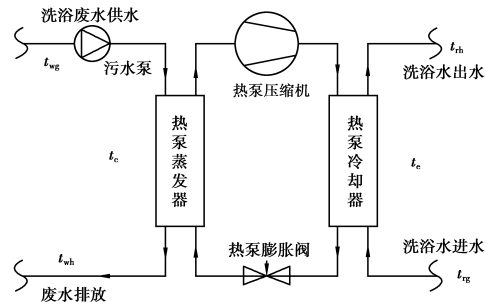 洗浴废水供水
t_wg
污水泵
热泵压缩机
t_rh
洗浴水出水
热泵蒸发器
t_c
热泵冷却器
t_e
t_wh
废水排放
热泵膨胀阀
洗浴水进水
t_rg